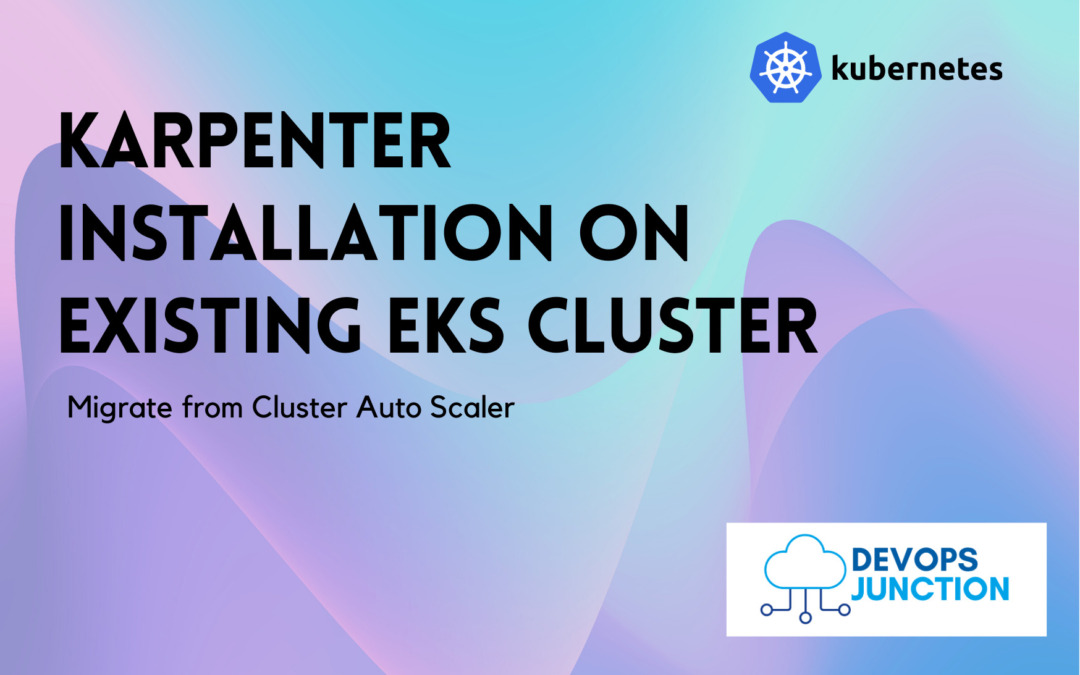 kubernetes
KARPENTER
INSTALLATION ON
EXISTING EKS CLUSTER
Migrate from Cluster Auto Scaler
DEVOPS
JUNCTION